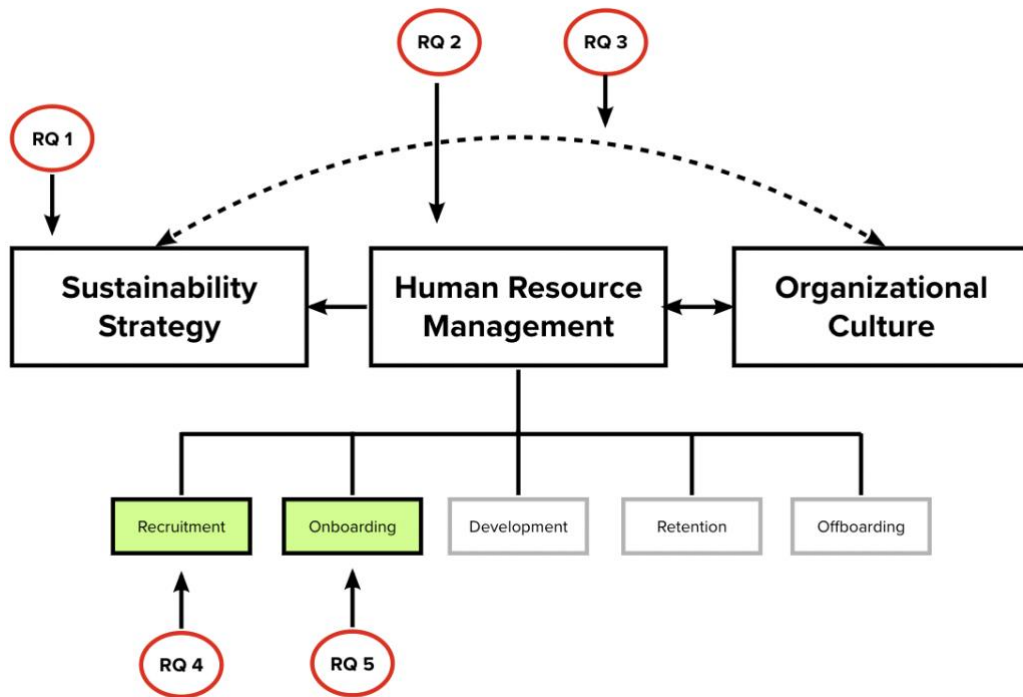 RQ 1
RQ 2
RQ 3
Sustainability
Strategy
Human Resource
Management
Organizational
Culture
Recruitment
Onboarding
Development
Retention
Offboarding
RQ 4
RQ 5